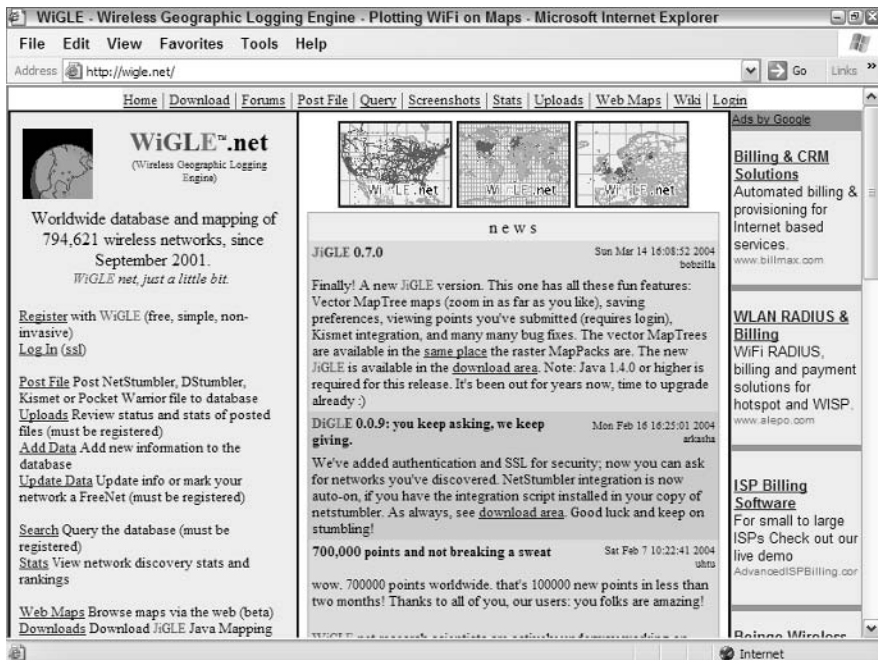 WiGLE - Wireless Geographic Logging Engine - Plotting WiFi on Maps - Microsoft Internet Explorer
File Edit View Favorites Tools Help
Address http://wigle.net/ Go Links »
Home | Download | Forums | Post File | Query | Screenshots | Stats | Uploads | Web Maps | Wiki | Login
WiGLE™.net
(Wireless Geographic Logging
Engine)
Worldwide database and mapping of
794,621 wireless networks, since
September 2001.
WiGLE net, just a little bit.
Register with WiGLE (free, simple, non-
invasive)
Log In (ssl)
Post File Post NetStumbler, DStumbler,
Kismet or Pocket Warrior file to database
Uploads Review status and stats of posted
files (must be registered)
Add Data Add new information to the
database
Update Data Update info or mark your
network a FreeNet (must be registered)
Search Query the database (must be
registered)
Stats View network discovery stats and
rankings
Web Maps Browse maps via the web (beta)
Downloads Download JiGLE Java Mapping
WiGLE.net WiGLE.net WiGLE.net
news
JiGLE 0.7.0 Sun Mar 14 16:08:52 2004
bobzilla
Finally! A new JiGLE version. This one has all these fun features:
Vector MapTree maps (zoom in as far as you like), saving
preferences, viewing points you've submitted (requires login),
Kismet integration, and many many bug fixes. The vector MapTrees
are available in the same place the raster MapPacks are. The new
JiGLE is available in the download area. Note: Java 1.4.0 or higher is
required for this release. It's been out for years now, time to upgrade
already :)
DiGLE 0.0.9: you keep asking, we keep
giving.
Mon Feb 16 16:25:01 2004
arkasha
We've added authentication and SSL for security; now you can ask
for networks you've discovered. NetStumbler integration is now
auto-on, if you have the integration script installed in your copy of
netstumbler. As always, see download area. Good luck and keep on
stumbling!
700,000 points and not breaking a sweat Sat Feb 7 10:22:41 2004
uhtu
wow. 700000 points worldwide. that's 100000 new points in less than
two months! Thanks to all of you, our users: you folks are amazing!
Ads by Google
Billing & CRM
Solutions
Automated billing &
provisioning for
Internet based
services.
www.billmax.com
WLAN RADIUS &
Billing
WiFi RADIUS,
billing and payment
solutions for
hotspot and WISP.
www.alepo.com
ISP Billing
Software
For small to large
ISPs Check out our
live demo
AdvancedISPBilling.cor
Boingo Wireless
Internet